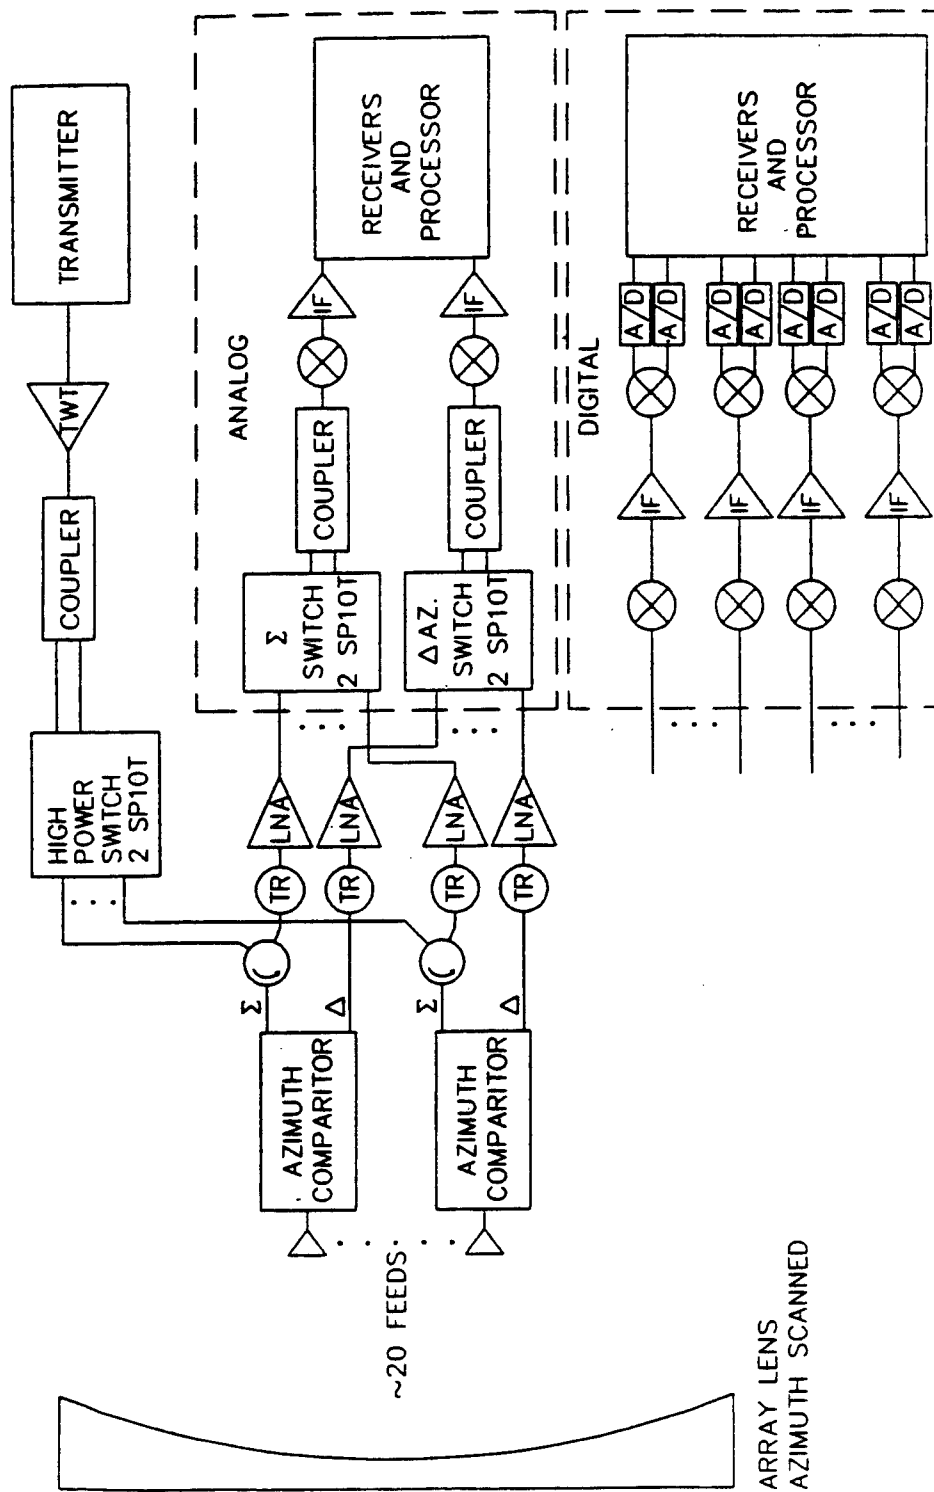 TRANSMITTER
TWT
COUPLER
HIGH
POWER
SWITCH
2 SP10T
. . .
ANALOG
RECEIVERS
AND
PROCESSOR
IF
IF
COUPLER
COUPLER
Σ
SWITCH
2 SP10T
Δ AZ.
SWITCH
2 SP10T
. . .
. . .
LNA
LNA
LNA
LNA
TR
TR
TR
TR
Σ
Δ
Σ
Δ
AZIMUTH
COMPARITOR
AZIMUTH
COMPARITOR
~20 FEEDS
ARRAY LENS
AZIMUTH SCANNED
DIGITAL
RECEIVERS
AND
PROCESSOR
A/D
A/D
A/D
A/D
A/D
A/D
A/D
A/D
IF
IF
IF
IF
. . .
. . .